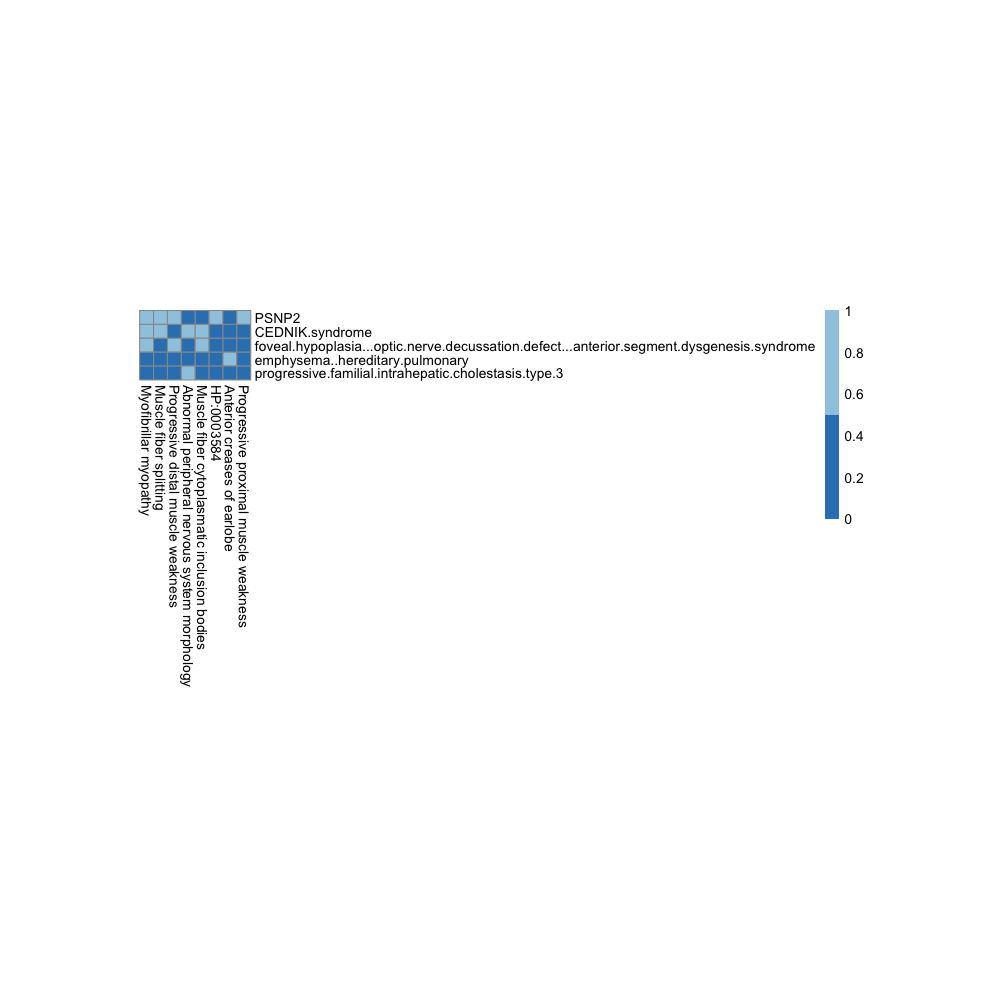 PSNP2
CEDNIK.syndrome
foveal.hypoplasia...optic.nerve.decussation.defect...anterior.segment.dysgenesis.syndrome
emphysema..hereditary.pulmonary
progressive.familial.intrahepatic.cholestasis.type.3
Myofibrillar myopathy
Muscle fiber splitting
Progressive distal muscle weakness
Abnormal peripheral nervous system morphology
Muscle fiber cytoplasmatic inclusion bodies
HP:0003584
Anterior creases of earlobe
Progressive proximal muscle weakness
1
0.8
0.6
0.4
0.2
0